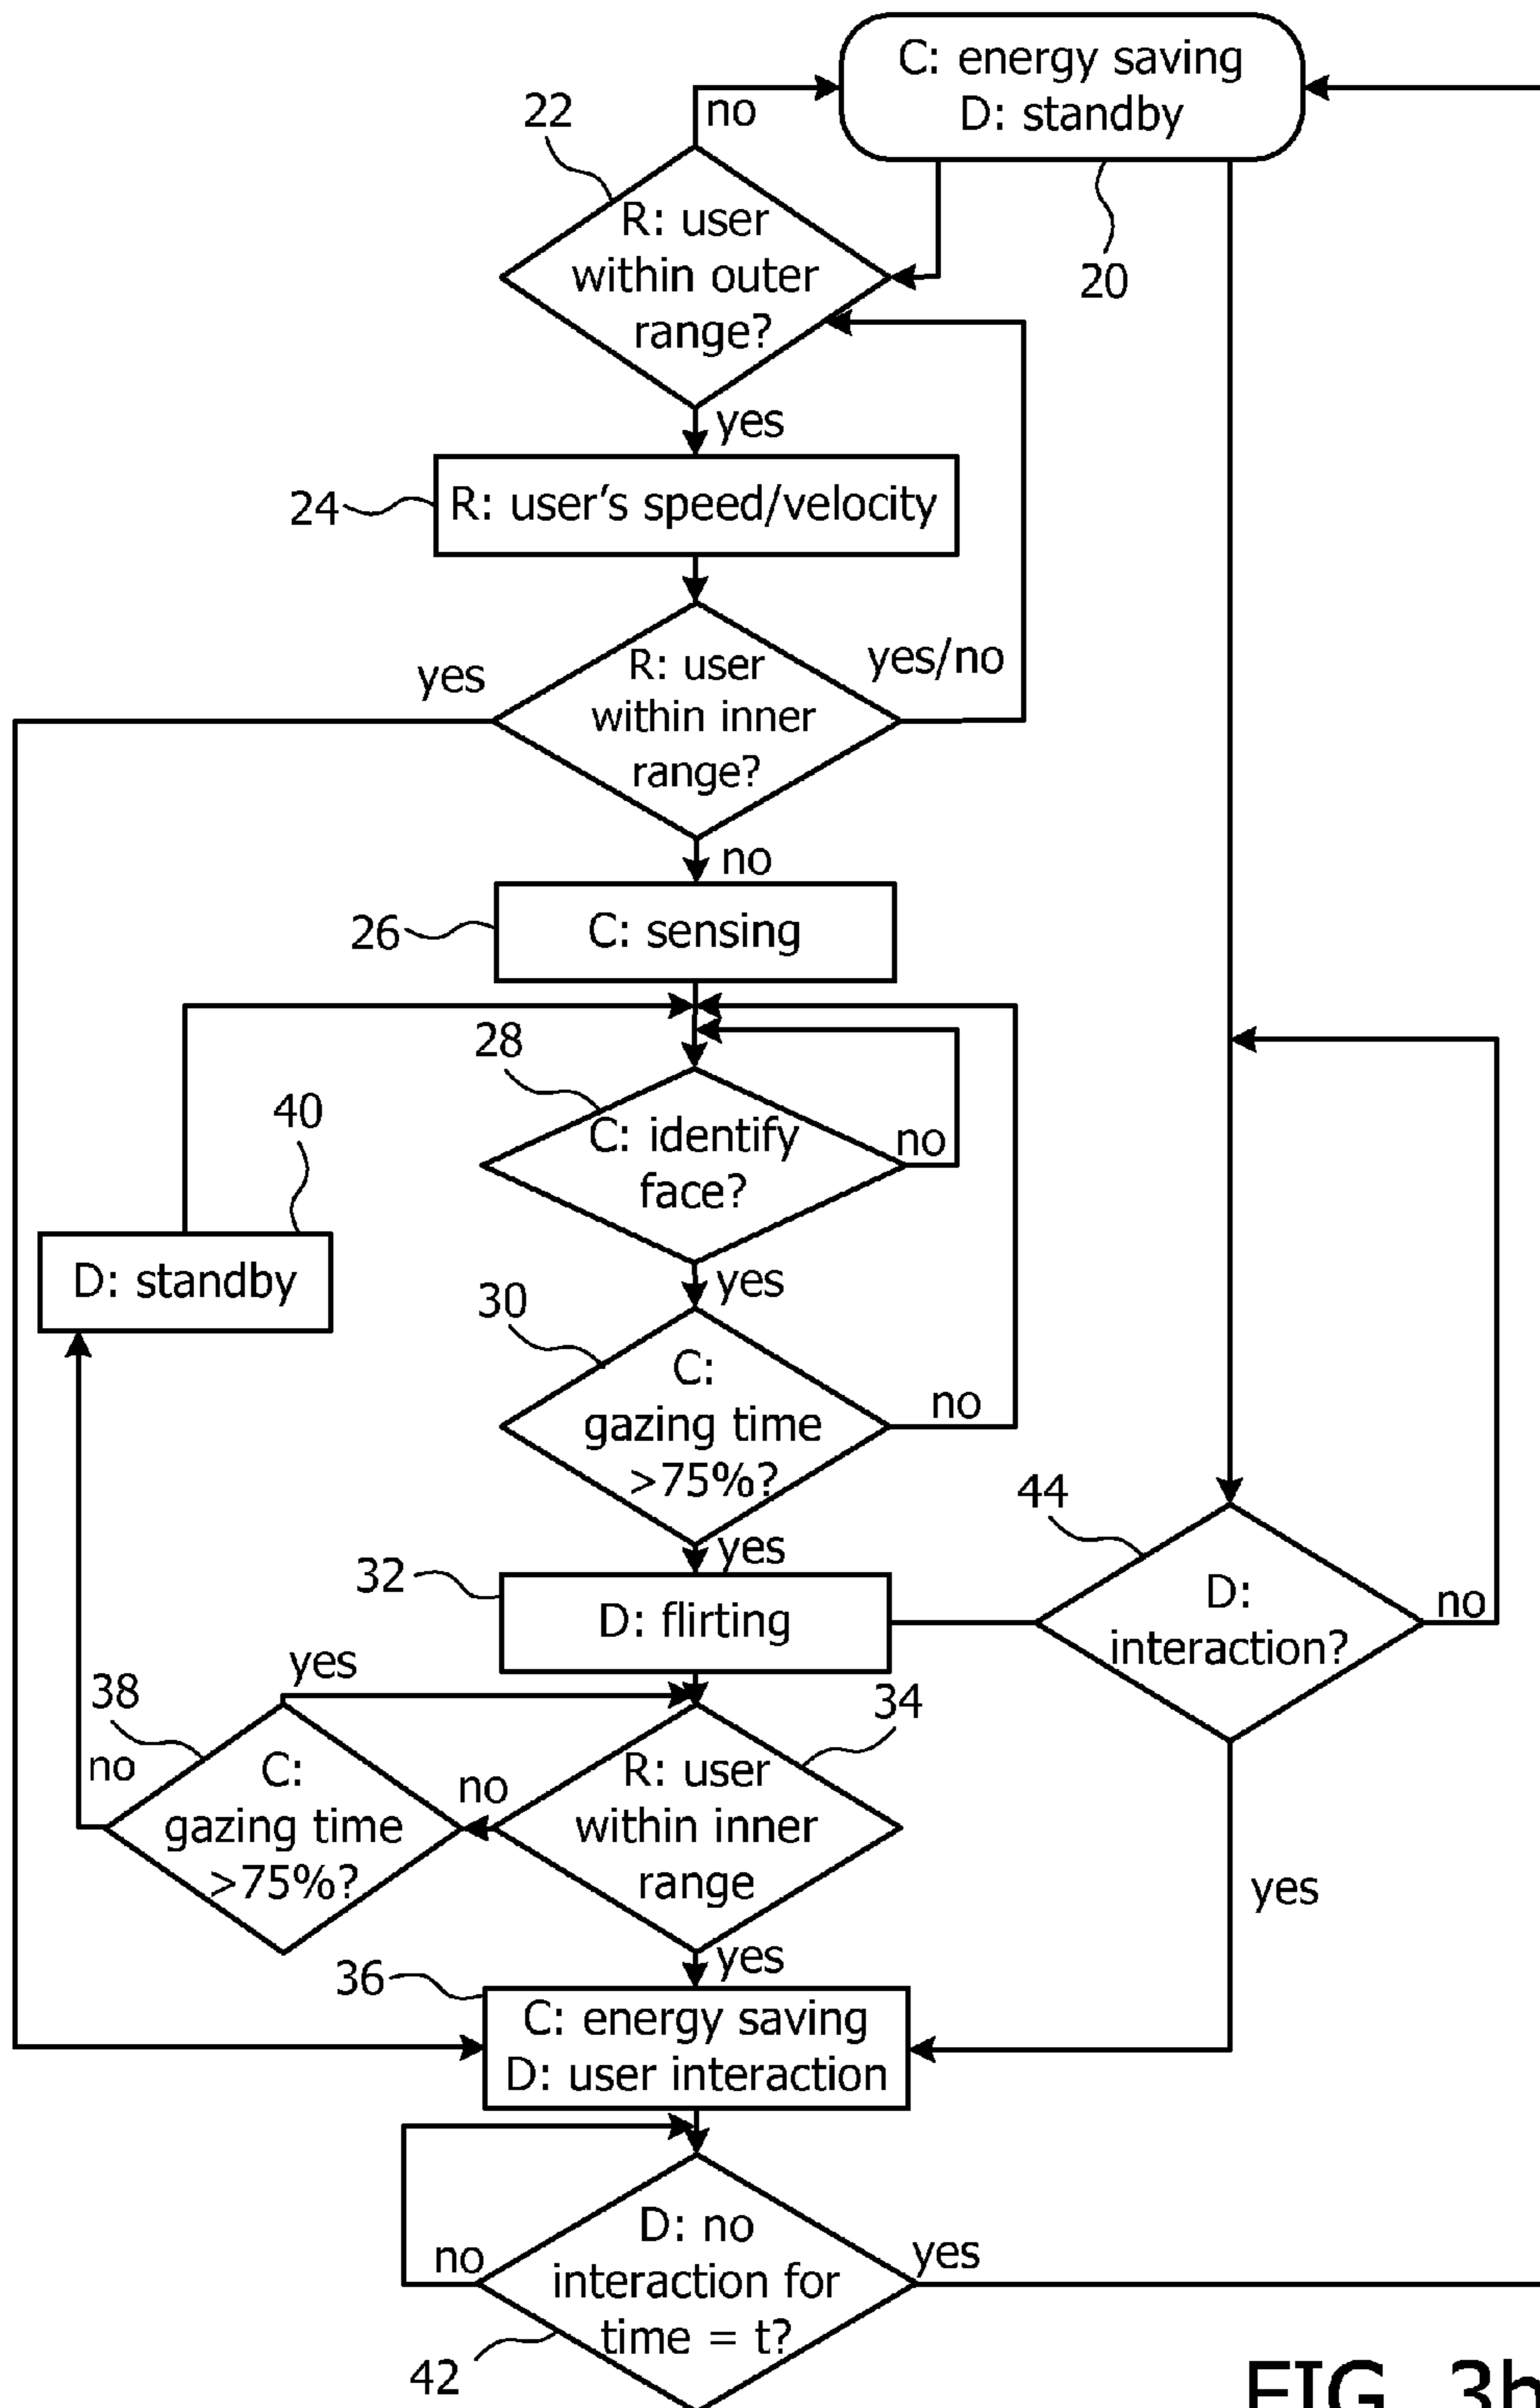 C: energy saving
D: standby
no
22
R: user
within outer
range?
20
yes
24
R: user's speed/velocity
yes
R: user
within inner
range?
yes/no
no
26
C: sensing
28
C: identify
face?
no
40
D: standby
yes
30
C:
gazing time
>75%?
no
44
yes
32
D: flirting
D:
interaction?
no
yes
38
34
no
C:
gazing time
>75%?
no
R: user
within inner
range
yes
yes
36
C: energy saving
D: user interaction
no
D: no
interaction for
time = t?
yes
42
FIG. 3b